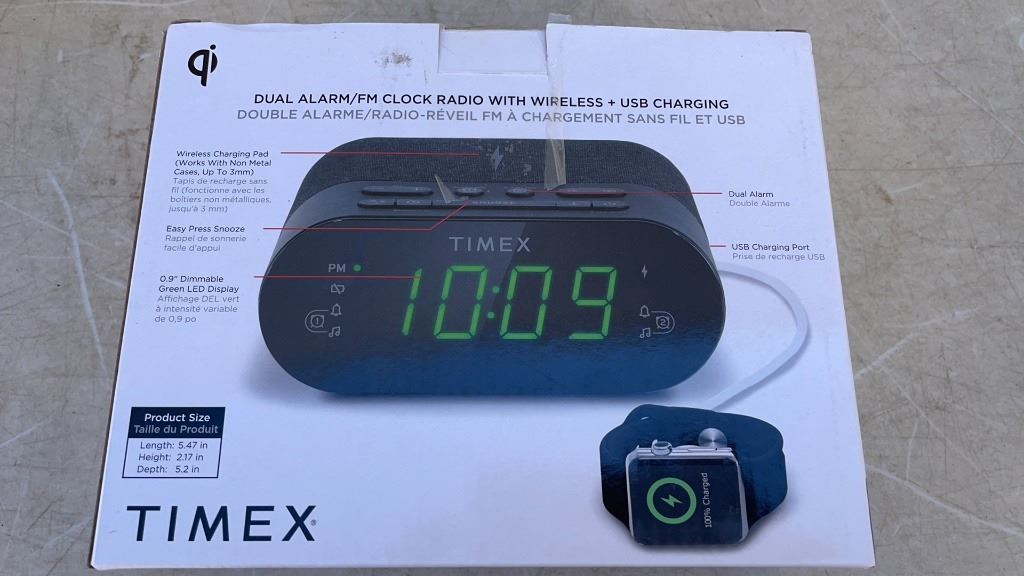 qi
DUAL ALARM/FM CLOCK RADIO WITH WIRELESS + USB CHARGING
DOUBLE ALARME/RADIO-RÉVEIL FM À CHARGEMENT SANS FIL ET USB
Wireless Charging Pad
(Works With Non Metal
Cases, Up To 3mm)
Tapis de recharge sans
fil (fonctionne avec les
boîtiers non métalliques,
jusqu'à 3 mm)
Easy Press Snooze
Rappel de sonnerie
facile d'appui
0.9" Dimmable
Green LED Display
Affichage DEL vert
à intensité variable
de 0,9 po
Dual Alarm
Double Alarme
USB Charging Port
Prise de recharge USB
TIMEX
PM
10:09
1
2
Product Size
Taille du Produit
Length: 5.47 in
Height: 2.17 in
Depth: 5.2 in
100% Charged
TIMEX®